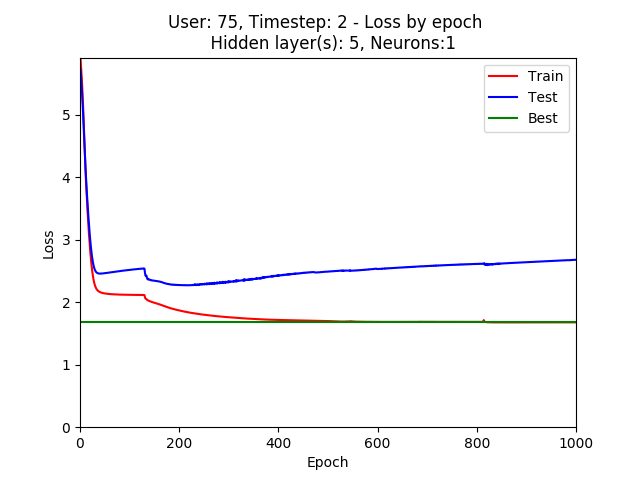 User: 75, Timestep: 2 - Loss by epoch
Hidden layer(s): 5, Neurons:1
Train
Test
Best
5
4
3
2
1
0
Loss
0 200 400 600 800 1000
Epoch